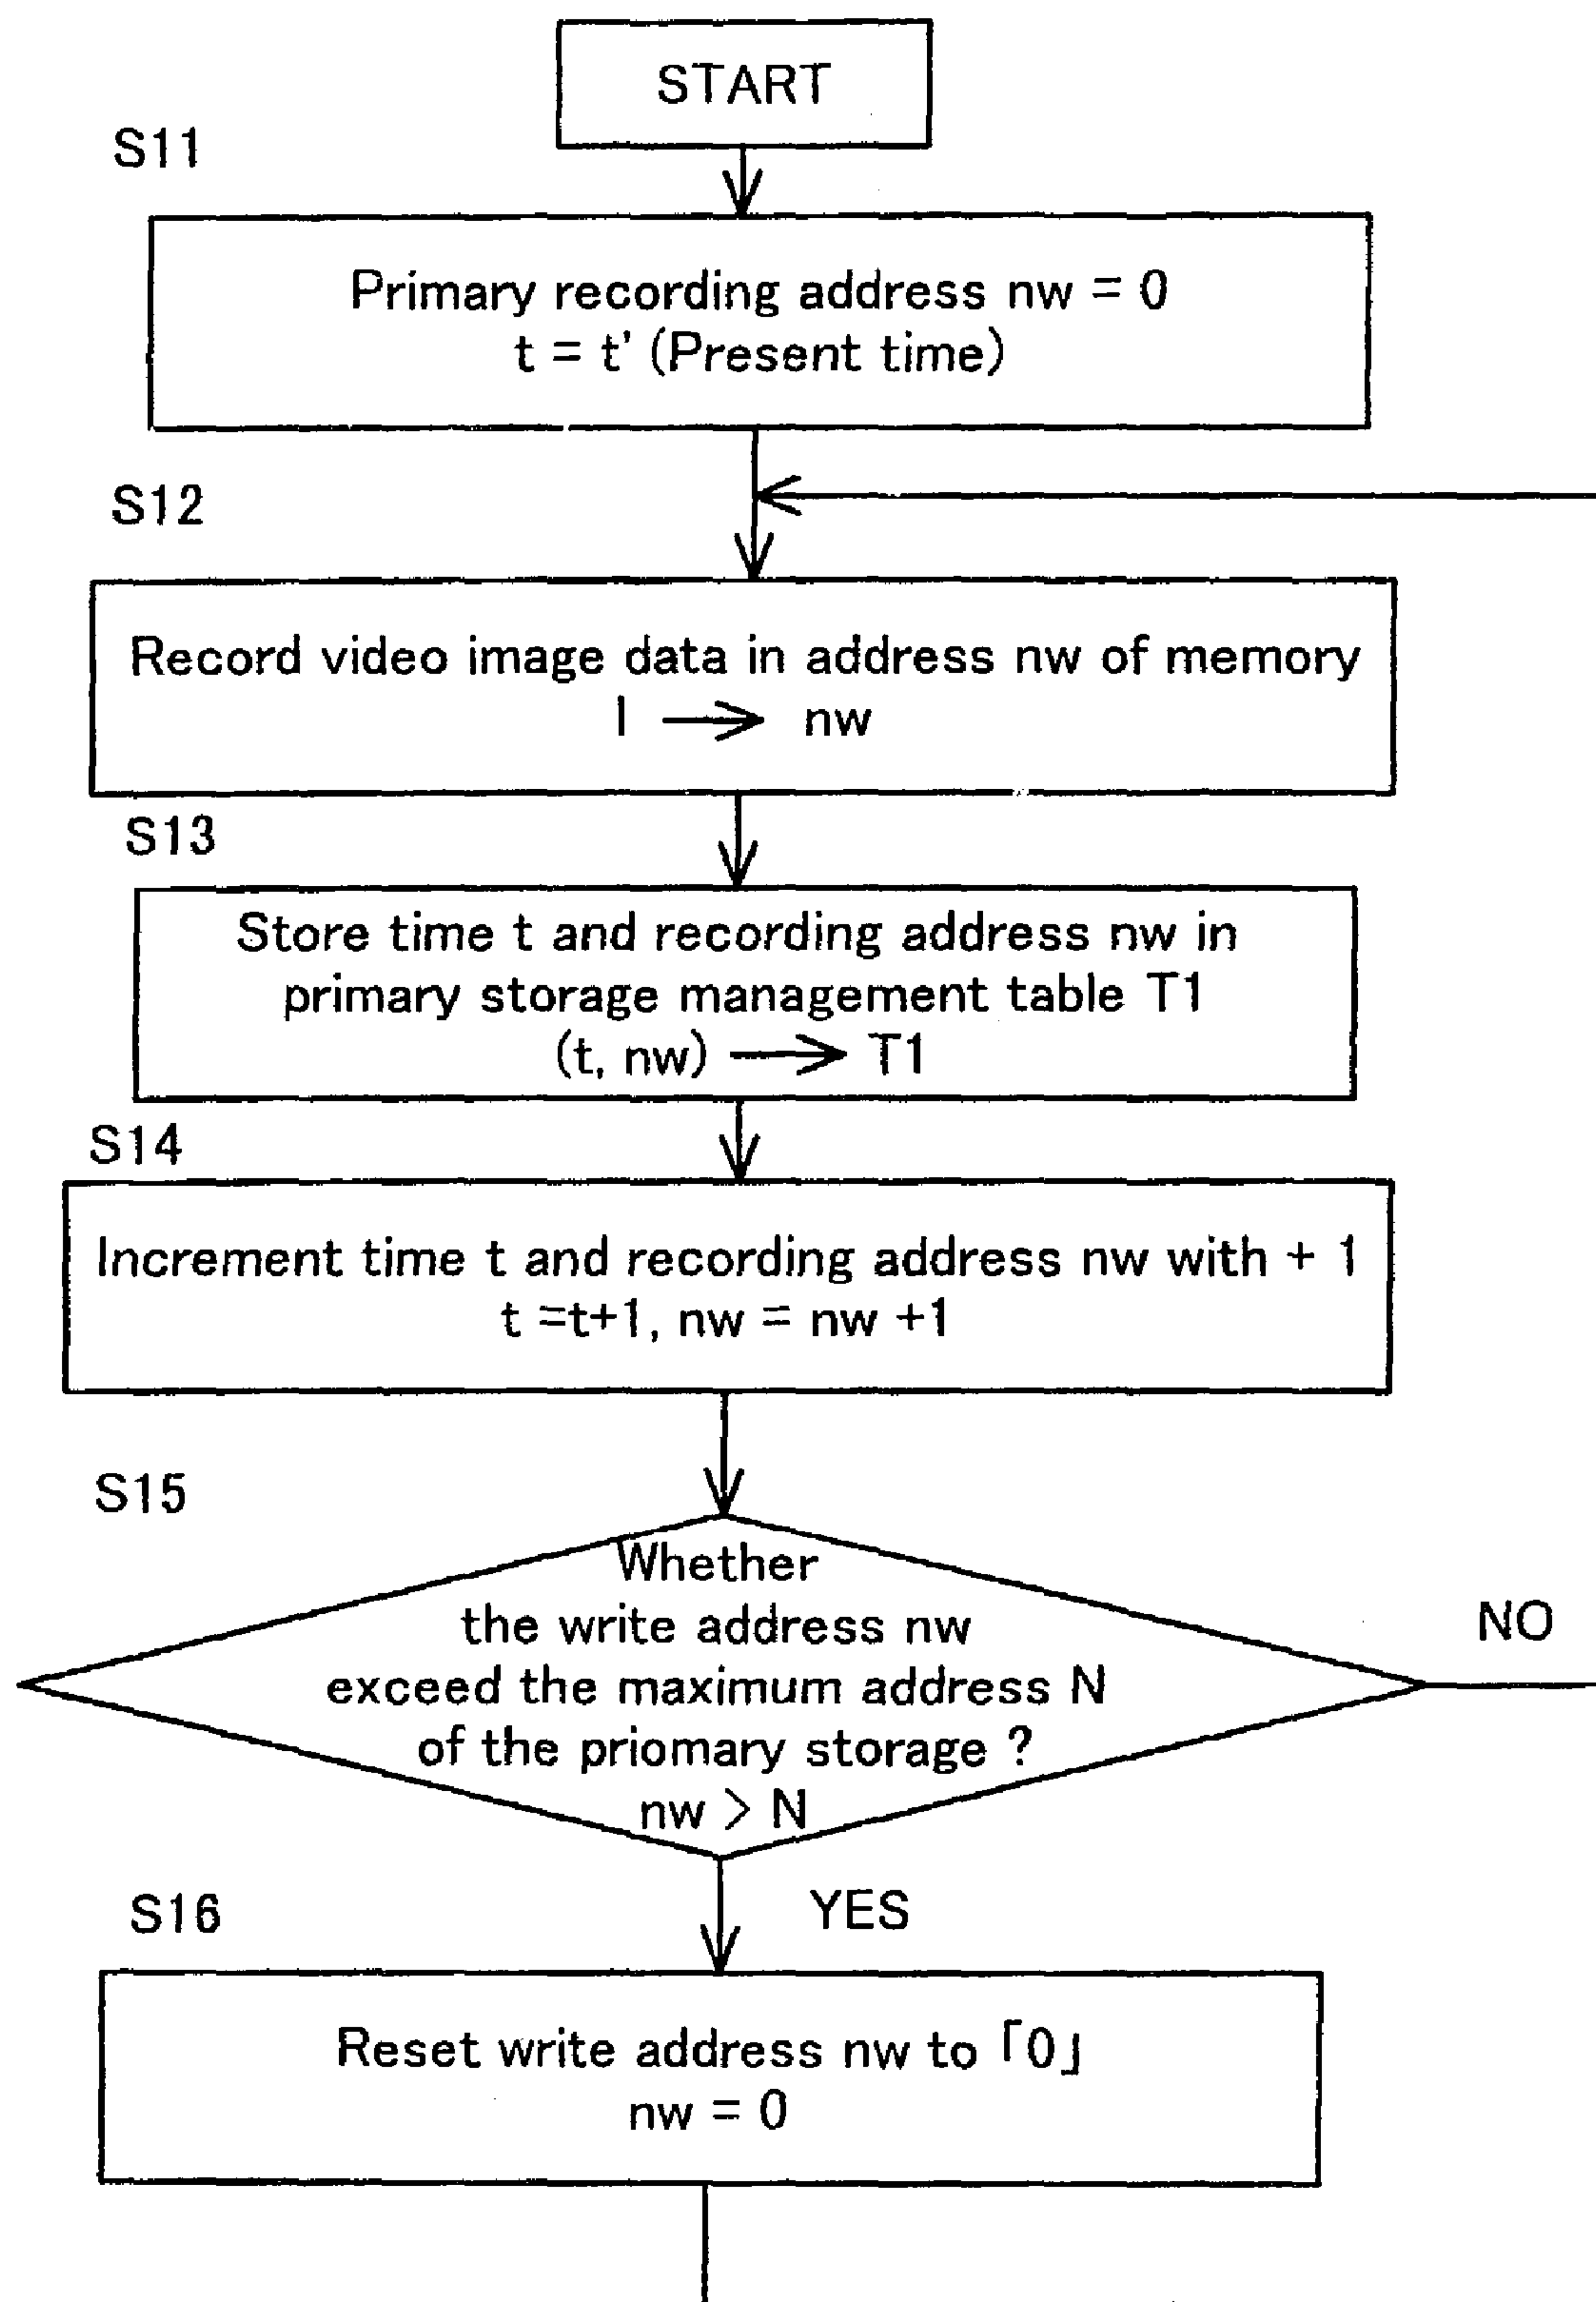 START
S11
Primary recording address nw = 0
t = t' (Present time)
S12
Record video image data in address nw of memory
I → nw
S13
Store time t and recording address nw in
primary storage management table T1
(t, nw) → T1
S14
Increment time t and recording address nw with + 1
t =t+1, nw = nw +1
S15
Whether
the write address nw
exceed the maximum address N
of the priomary storage ?
nw > N
NO
YES
S16
Reset write address nw to「0」
nw = 0